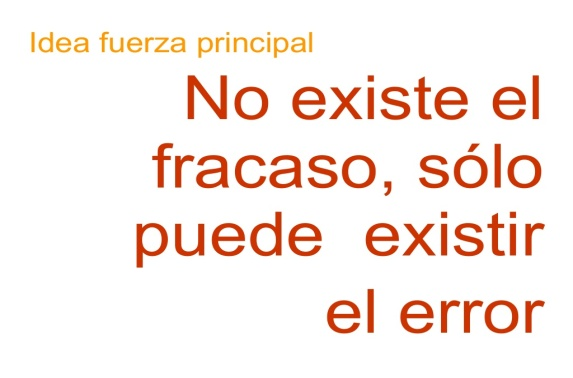 Idea fuerza principal
No existe el
fracaso, sólo
puede existir
el error